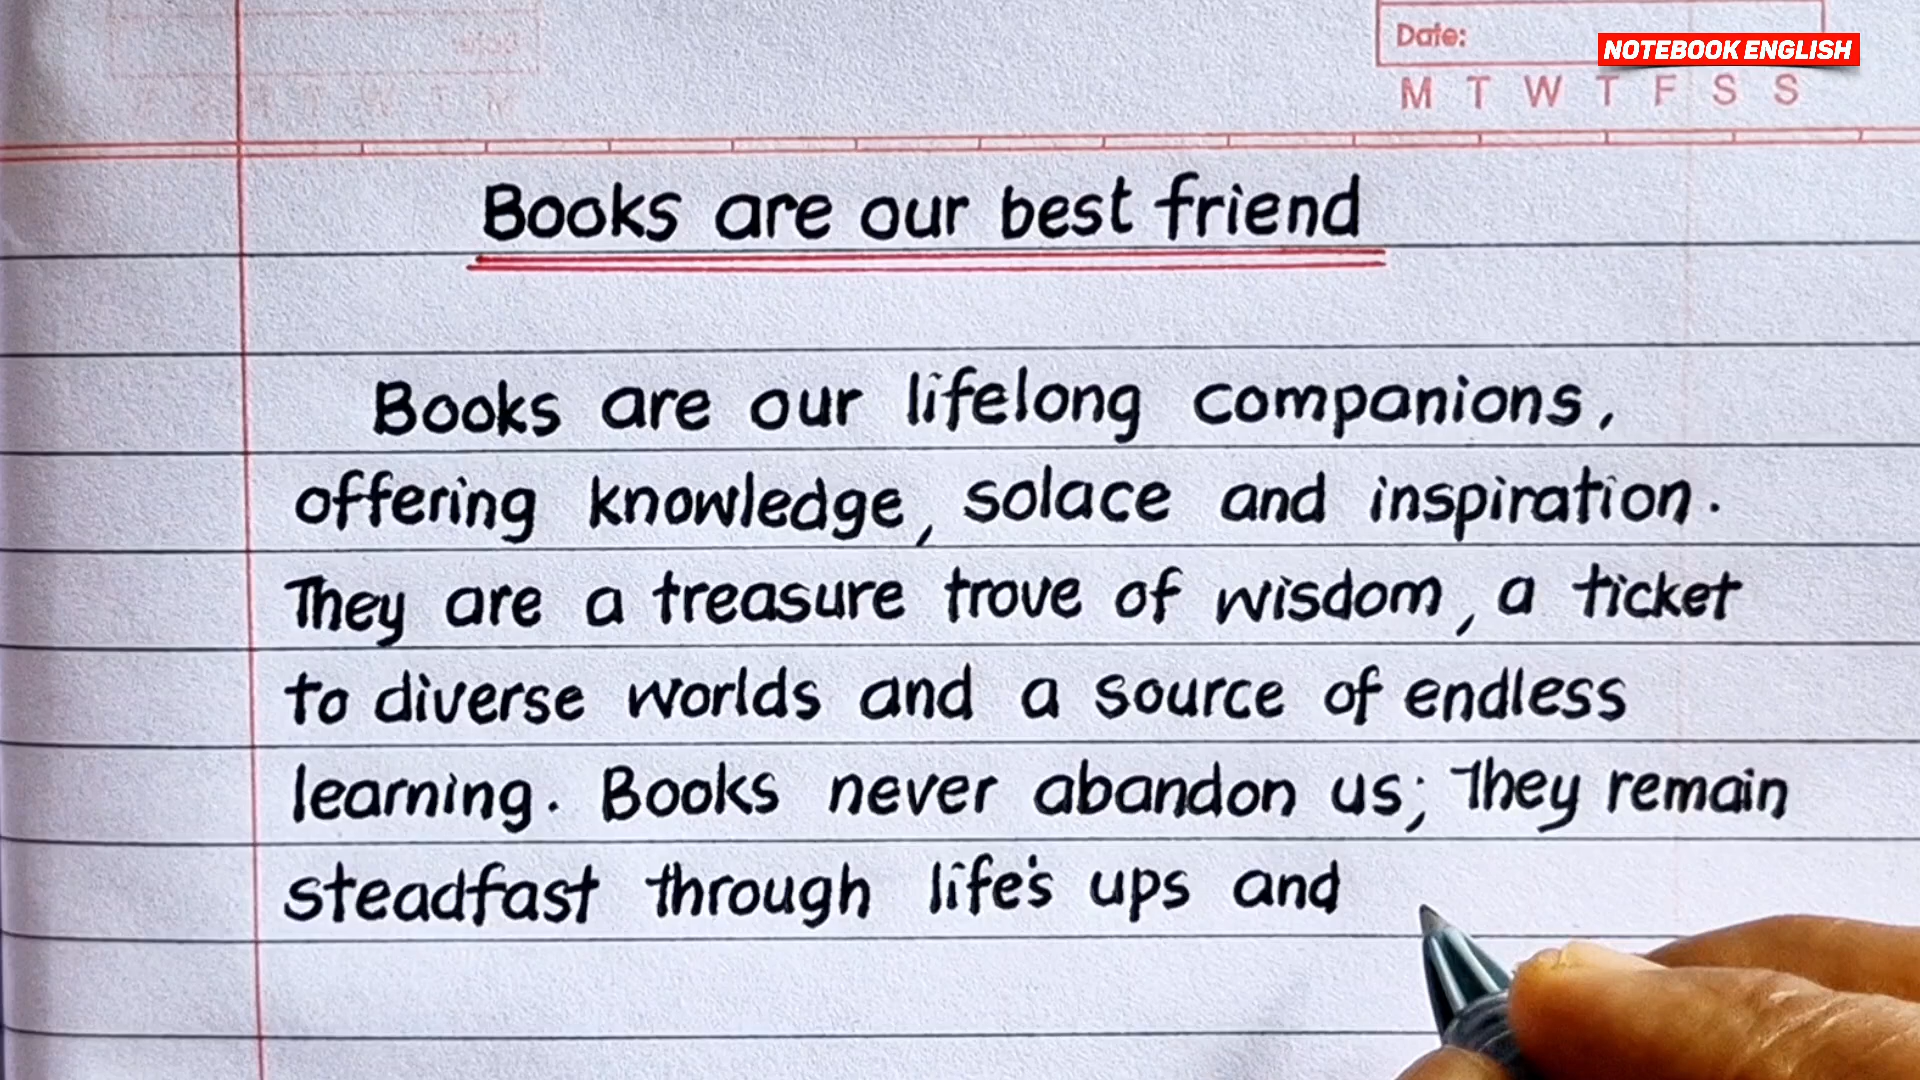 Date:
NOTEBOOK ENGLISH
M T W T F S S
Books are our best friend
Books are our lifelong companions,
offering knowledge, solace and inspiration.
They are a treasure trove of wisdom, a ticket
to diverse worlds and a source of endless
learning. Books never abandon us; They remain
steadfast through life's ups and